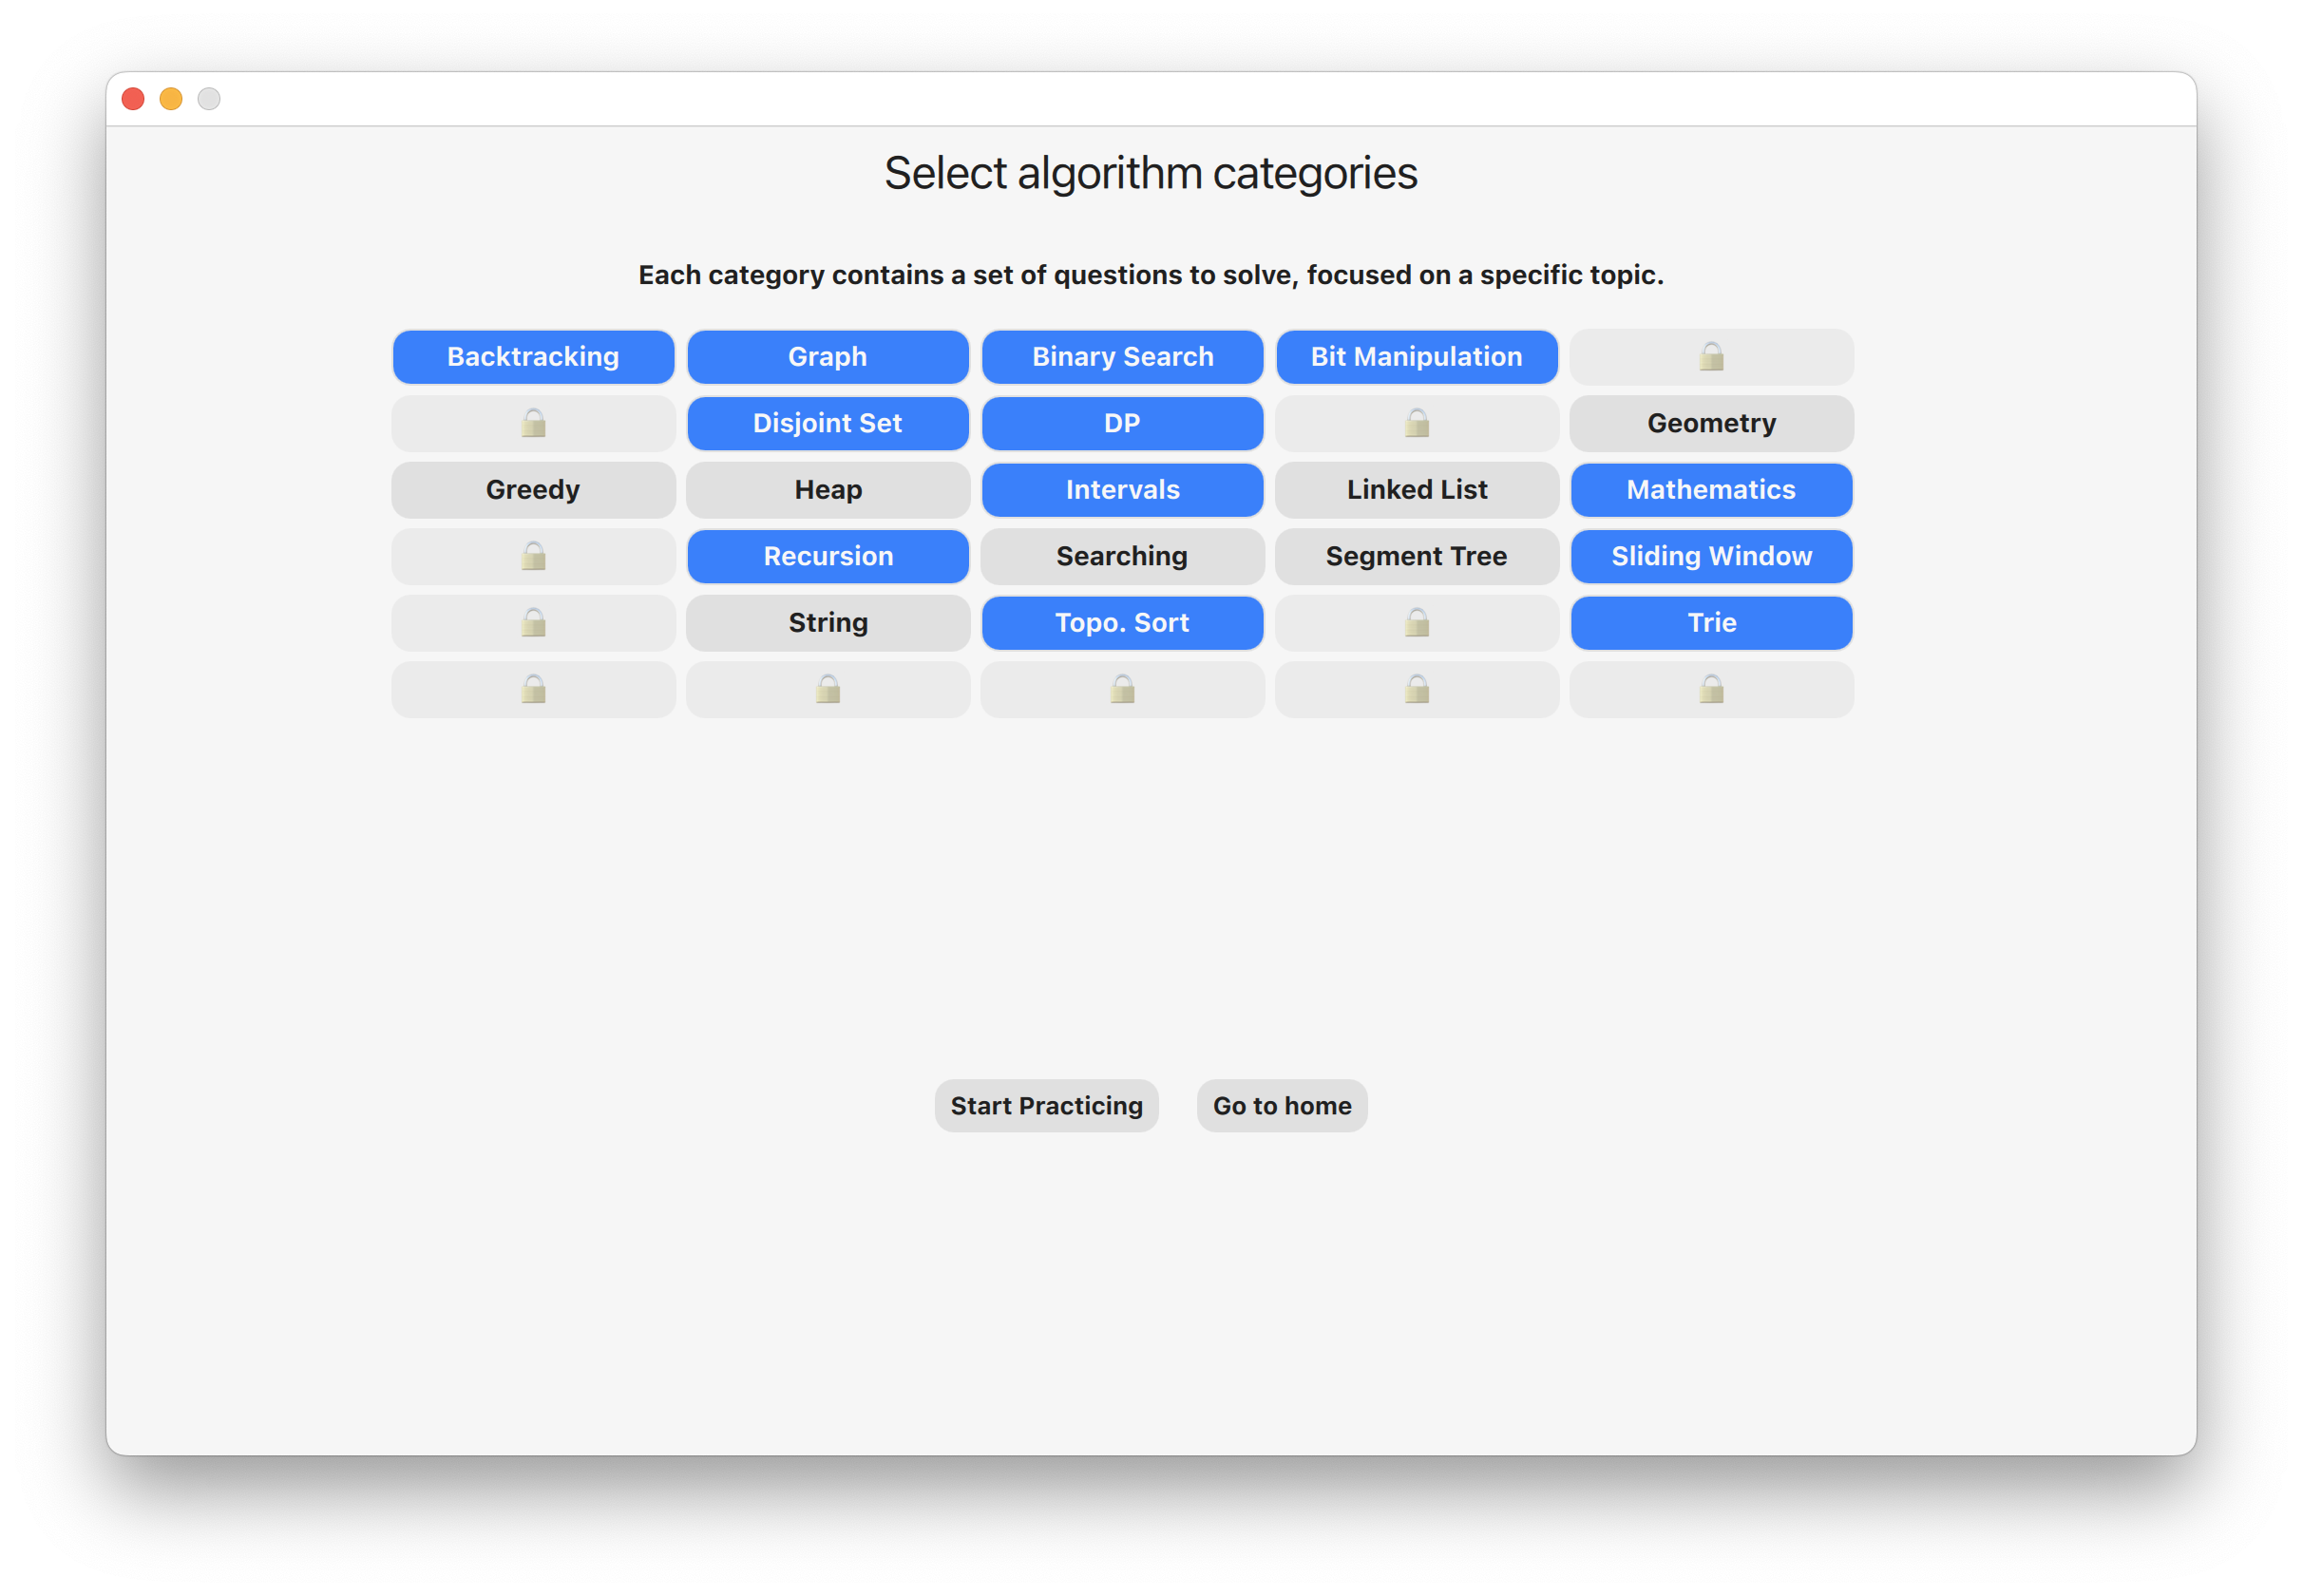 Select algorithm categories
Each category contains a set of questions to solve, focused on a specific topic.
Backtracking Graph Binary Search Bit Manipulation
Disjoint Set DP Geometry
Greedy Heap Intervals Linked List Mathematics
Recursion Searching Segment Tree Sliding Window
String Topo. Sort Trie
Start Practicing Go to home